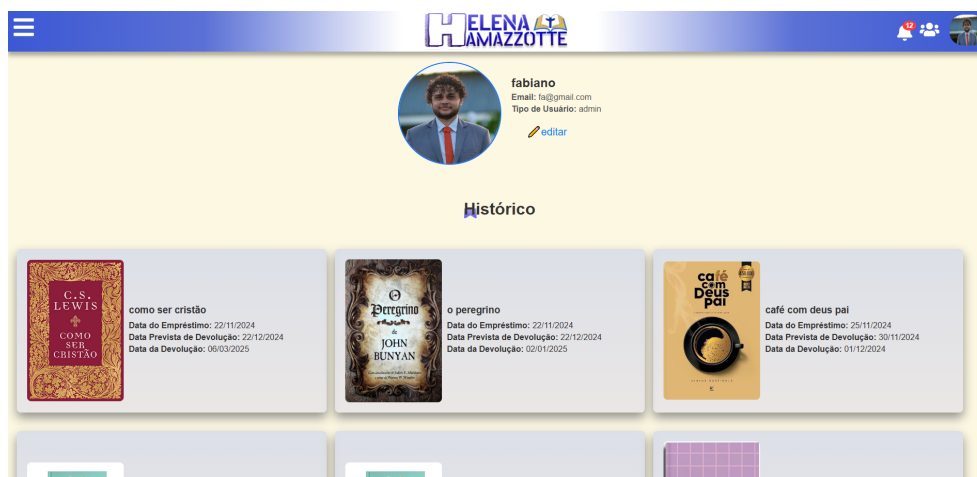 HELENA
MAZZOTTE
12
fabiano
Email: fa@gmail.com
Tipo de Usuário: admin
editar
Histórico
C.S.
LEWIS
COMO
SER
CRISTÃO
como ser cristão
Data do Empréstimo: 22/11/2024
Data Prevista de Devolução: 22/12/2024
Data da Devolução: 06/03/2025
O
Peregrino
&
JOHN
BUNYAN
o peregrino
Data do Empréstimo: 22/11/2024
Data Prevista de Devolução: 22/12/2024
Data da Devolução: 02/01/2025
café
com
Deus
pai
café com deus pai
Data do Empréstimo: 25/11/2024
Data Prevista de Devolução: 30/11/2024
Data da Devolução: 01/12/2024